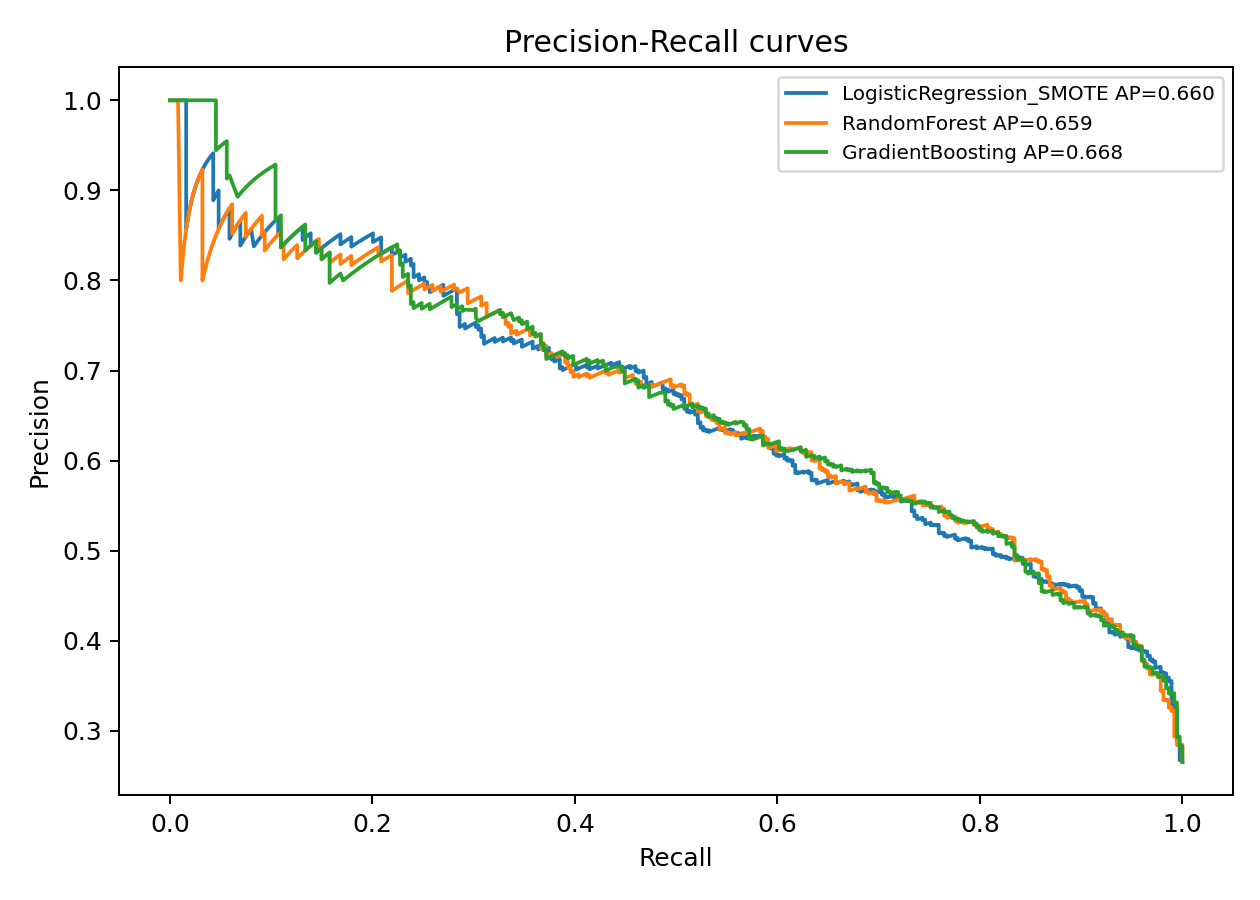 Precision-Recall curves
LogisticRegression_SMOTE AP=0.660
RandomForest AP=0.659
GradientBoosting AP=0.668
Precision
1.0
0.9
0.8
0.7
0.6
0.5
0.4
0.3
0.0 0.2 0.4 0.6 0.8 1.0
Recall